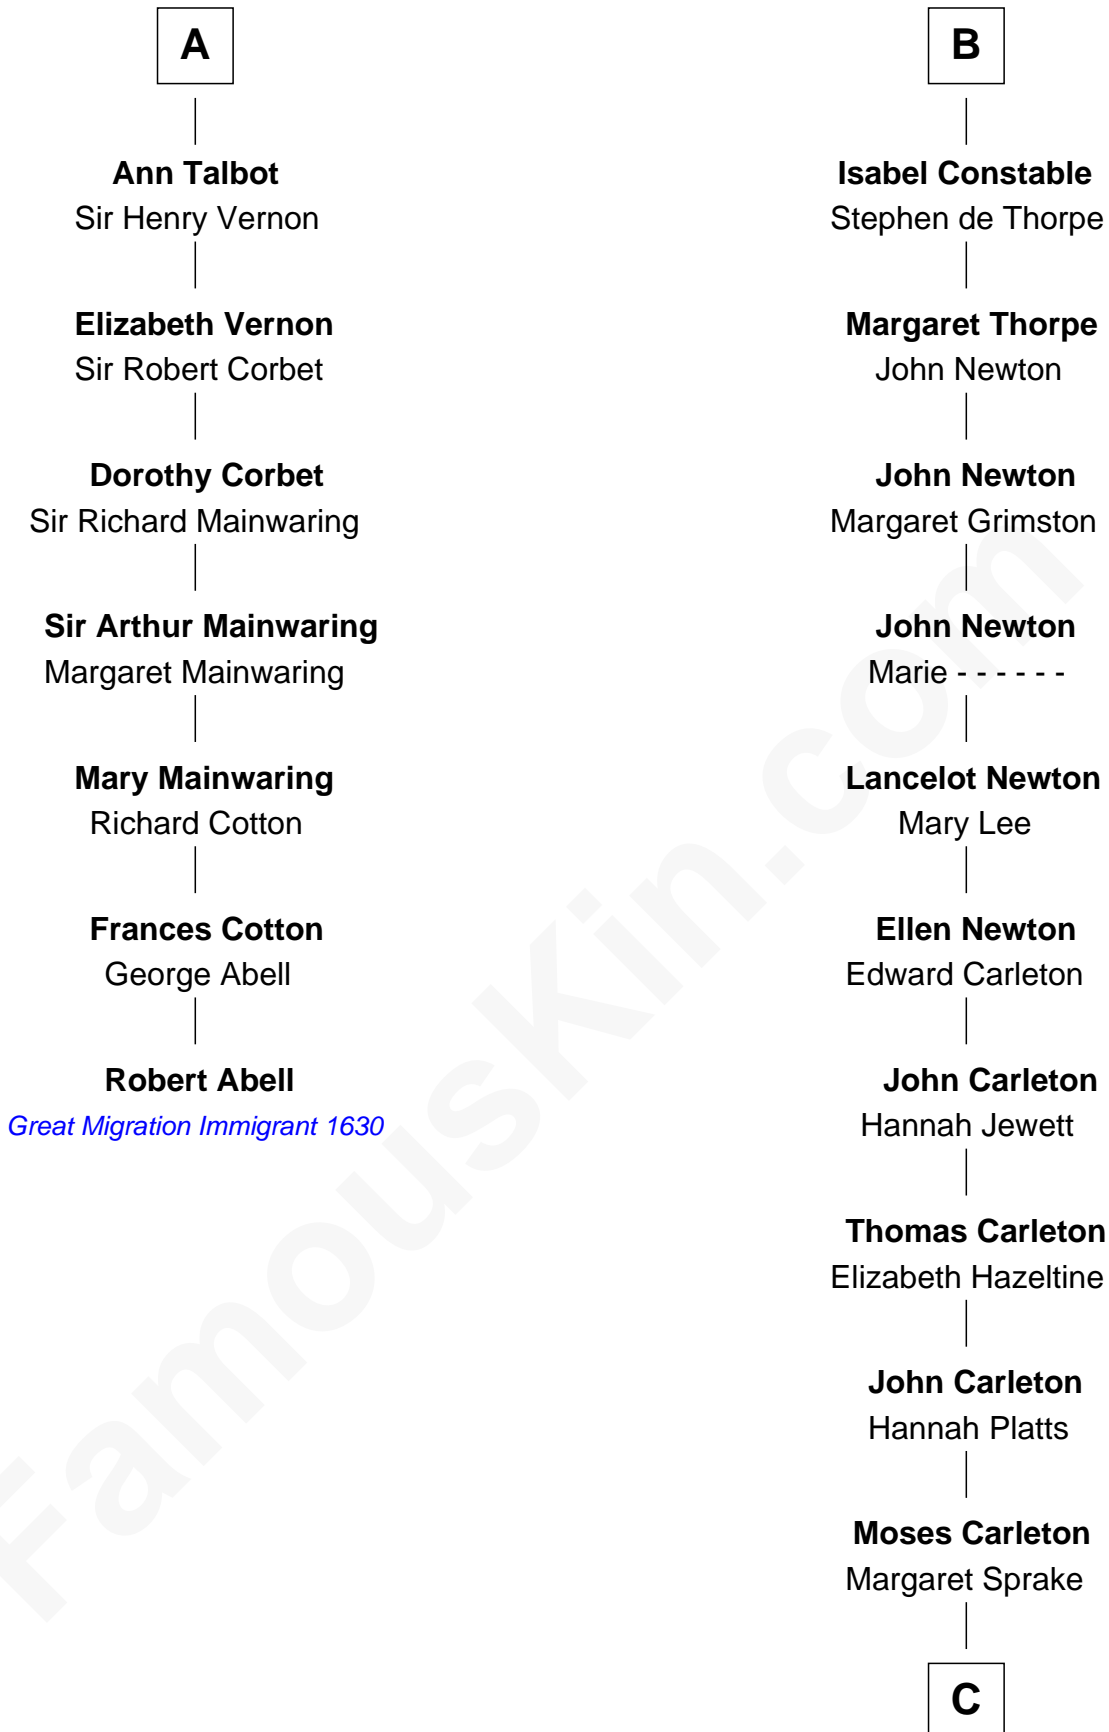 A
Ann Talbot
Sir Henry Vernon
Elizabeth Vernon
Sir Robert Corbet
Dorothy Corbet
Sir Richard Mainwaring
Sir Arthur Mainwaring
Margaret Mainwaring
Mary Mainwaring
Richard Cotton
Frances Cotton
George Abell
Robert Abell
Great Migration Immigrant 1630
B
Isabel Constable
Stephen de Thorpe
Margaret Thorpe
John Newton
John Newton
Margaret Grimston
John Newton
Marie - - - - - -
Lancelot Newton
Mary Lee
Ellen Newton
Edward Carleton
John Carleton
Hannah Jewett
Thomas Carleton
Elizabeth Hazeltine
John Carleton
Hannah Platts
Moses Carleton
Margaret Sprake
C
FamousKin.com